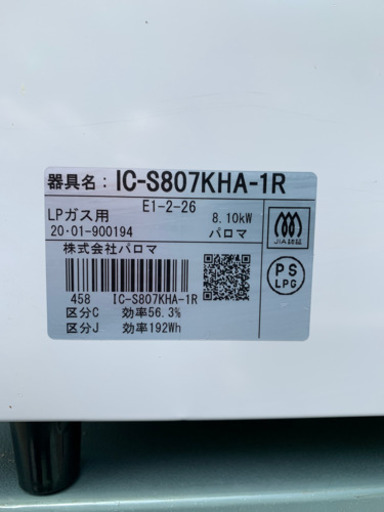 器具名：IC-S807KHA-1R
E1-2-26
LPガス用 8.10kW
20・01-900194 パロマ
JIA認証
株式会社パロマ
PS
LPG
458 IC-S807KHA-1R
区分C 効率56.3%
区分J 効率192Wh